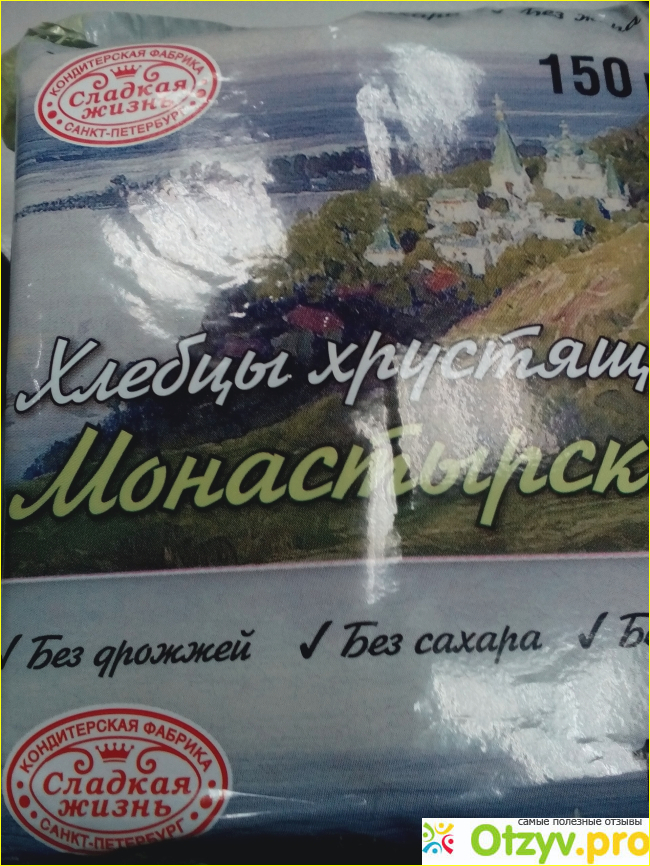 ✓ Без ж
КОНДИТЕРСКАЯ ФАБРИКА
Сладкая
жизнь
САНКТ-ПЕТЕРБУРГ
150
Хлебцы хрустящ
Монастырск
✓ Без дрожжей ✓ Без сахара ✓ Б
КОНДИТЕРСКАЯ ФАБРИКА
Сладкая
жизнь
САНКТ-ПЕТЕРБУРГ
самые полезные отзывы
Otzyv.pro